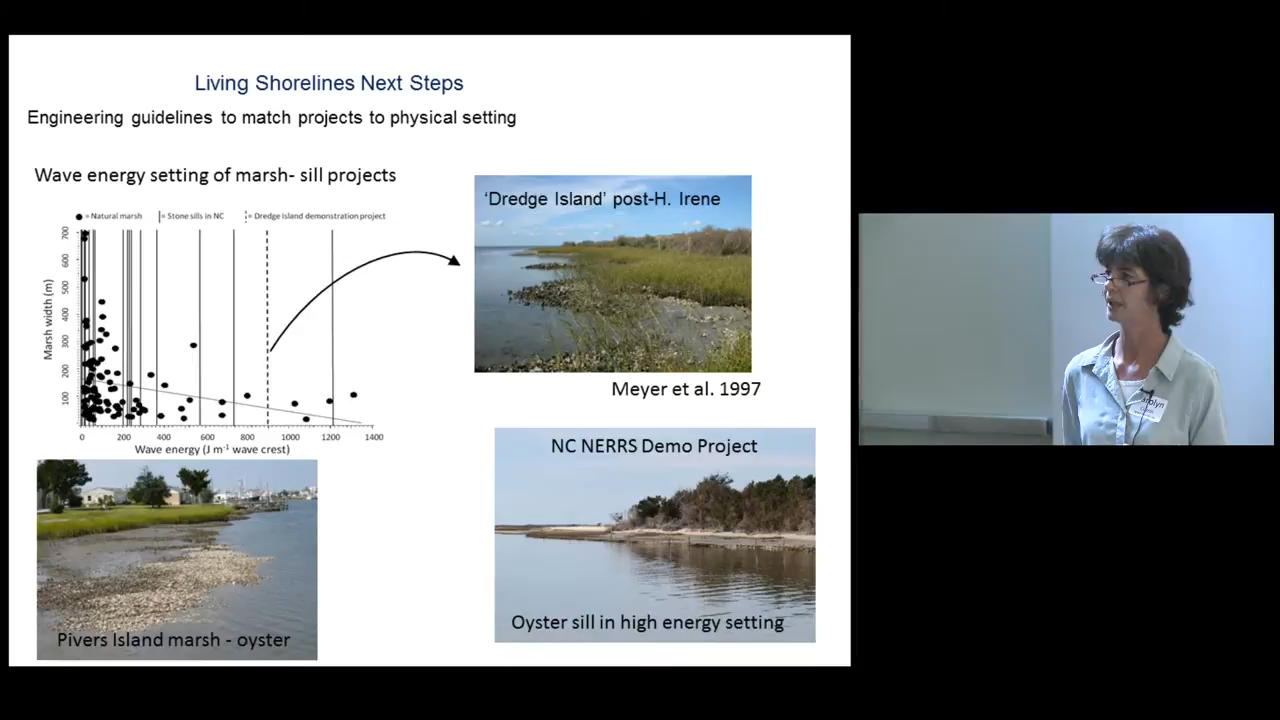 Living Shorelines Next Steps
Engineering guidelines to match projects to physical setting
Wave energy setting of marsh- sill projects
= Natural marsh = Stone sills in NC = Dredge Island demonstration project
Marsh width (m)
700
600
500
400
300
200
100
0 200 400 600 800 1000 1200 1400
Wave energy (J m-1 wave crest)
'Dredge Island' post-H. Irene
Meyer et al. 1997
Pivers Island marsh - oyster
NC NERRS Demo Project
Oyster sill in high energy setting